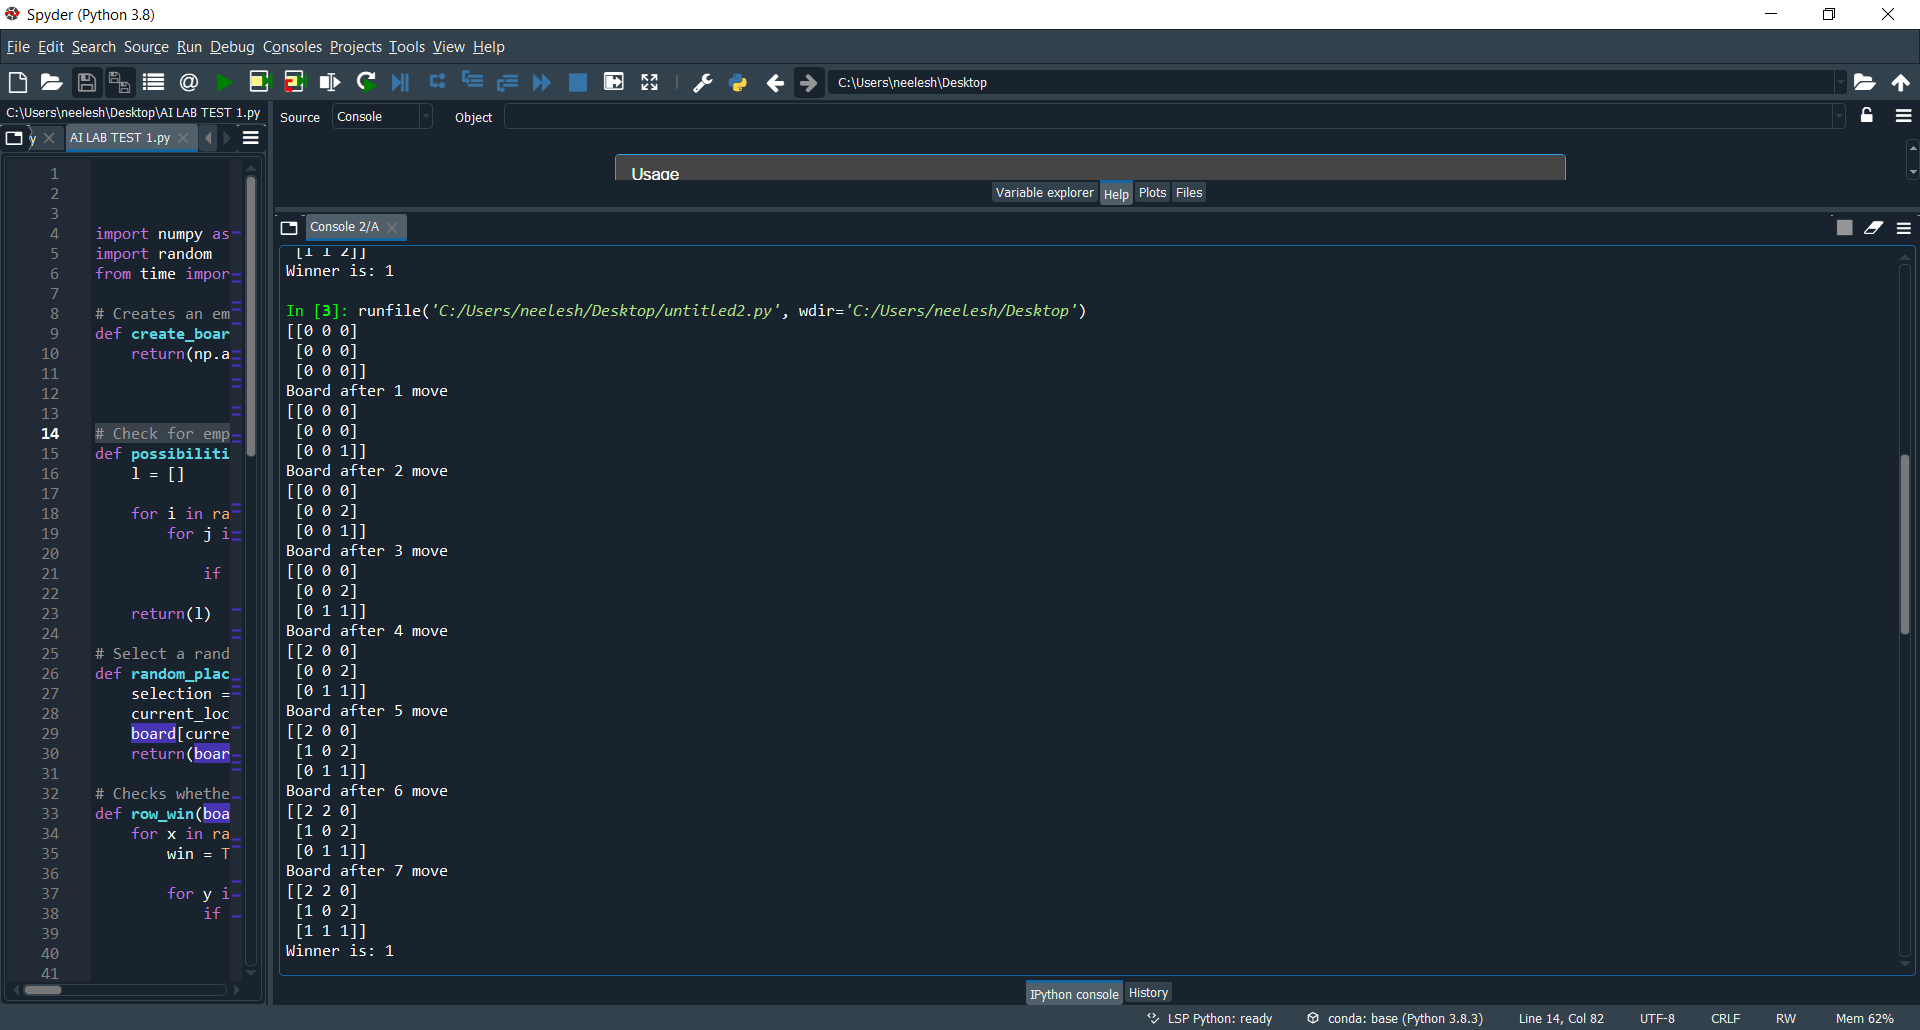 Spyder (Python 3.8)
File Edit Search Source Run Debug Consoles Projects Tools View Help
C:\Users\neelesh\Desktop
C:\Users\neelesh\Desktop\AI LAB TEST 1.py
y AI LAB TEST 1.py
Source Console Object
Usage
Variable explorer Help Plots Files
1
2
3
4 import numpy as
5 import random
6 from time impor
7
8 # Creates an em
9 def create_boar
10 return(np.a
11
12
13
14 # Check for emp
15 def possibiliti
16 l = []
17
18 for i in ra
19 for j i
20
21 if
22
23 return(l)
24
25 # Select a rand
26 def random_plac
27 selection =
28 current_loc
29 board[curre
30 return(boar
31
32 # Checks whethe
33 def row_win(boa
34 for x in ra
35 win = T
36
37 for y i
38 if
39
40
41
Console 2/A
[1 1 2]]
Winner is: 1
In [3]: runfile('C:/Users/neelesh/Desktop/untitled2.py', wdir='C:/Users/neelesh/Desktop')
[[0 0 0]
[0 0 0]
[0 0 0]]
Board after 1 move
[[0 0 0]
[0 0 0]
[0 0 1]]
Board after 2 move
[[0 0 0]
[0 0 2]
[0 0 1]]
Board after 3 move
[[0 0 0]
[0 0 2]
[0 1 1]]
Board after 4 move
[[2 0 0]
[0 0 2]
[0 1 1]]
Board after 5 move
[[2 0 0]
[1 0 2]
[0 1 1]]
Board after 6 move
[[2 2 0]
[1 0 2]
[0 1 1]]
Board after 7 move
[[2 2 0]
[1 0 2]
[1 1 1]]
Winner is: 1
IPython console History
LSP Python: ready conda: base (Python 3.8.3) Line 14, Col 82 UTF-8 CRLF RW Mem 62%